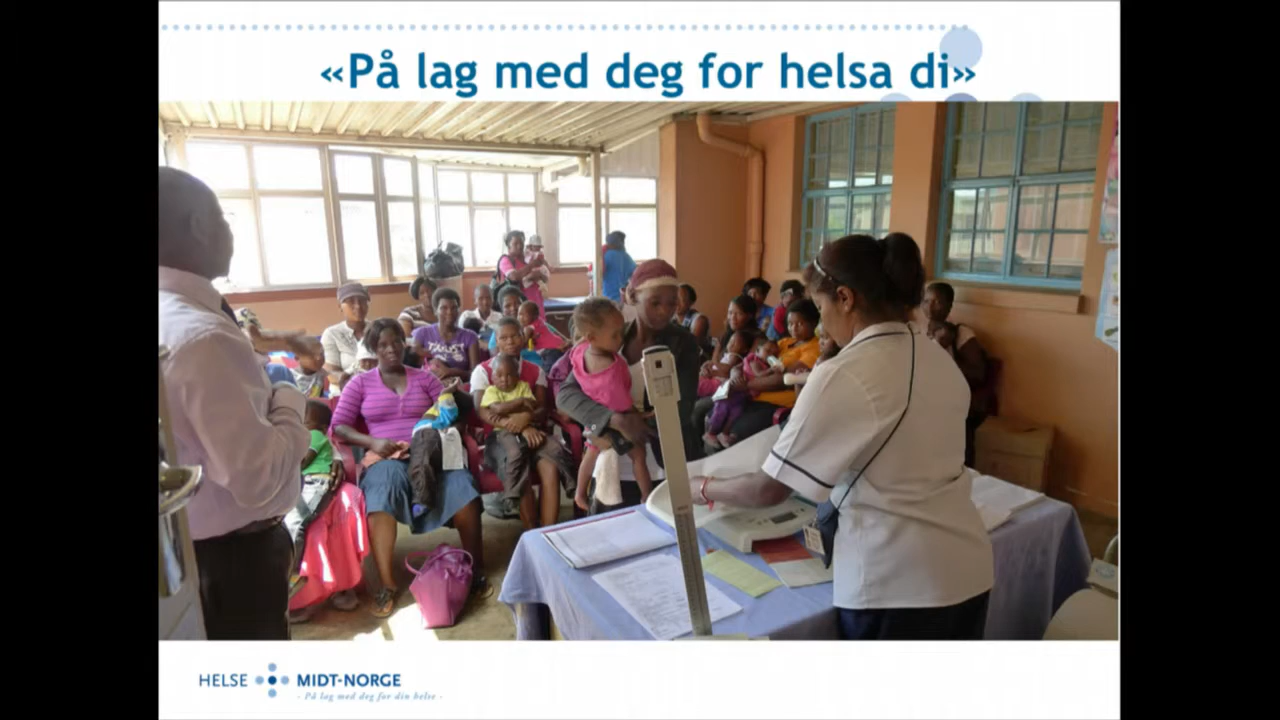 «På lag med deg for helsa di»
HELSE MIDT-NORGE
- På lag med deg for din helse -